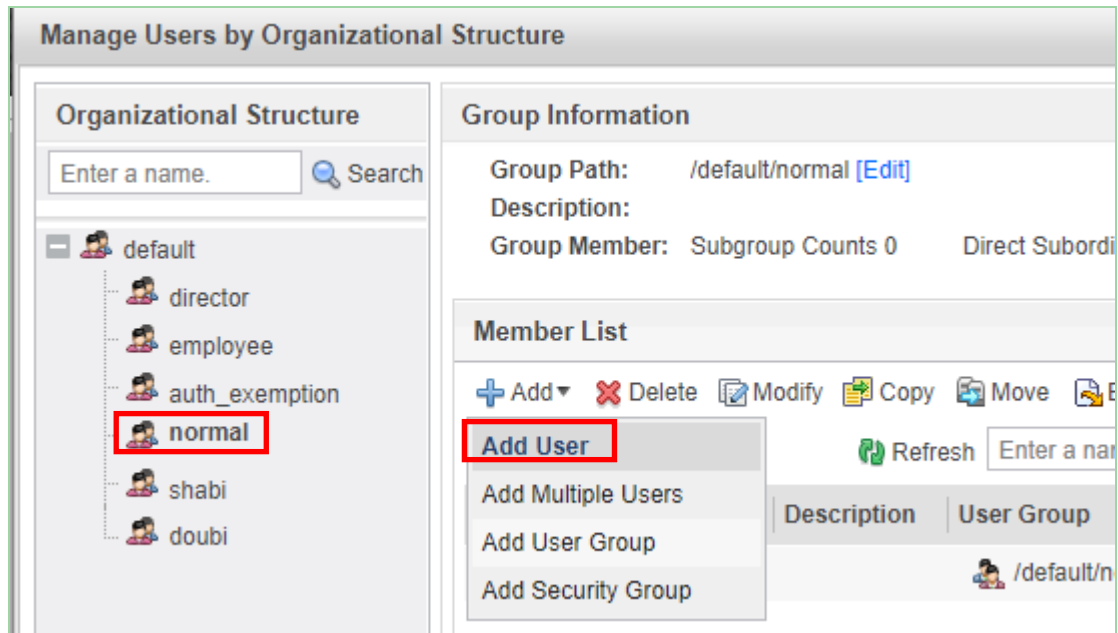 Manage Users by Organizational Structure
Organizational Structure
Enter a name.
Search
default
director
employee
auth_exemption
normal
shabi
doubi
Group Information
Group Path: /default/normal [Edit]
Description:
Group Member: Subgroup Counts 0 Direct Subordi
Member List
Add Delete Modify Copy Move E
Add User
Add Multiple Users
Add User Group
Add Security Group
Refresh Enter a nar
Description User Group
/default/n